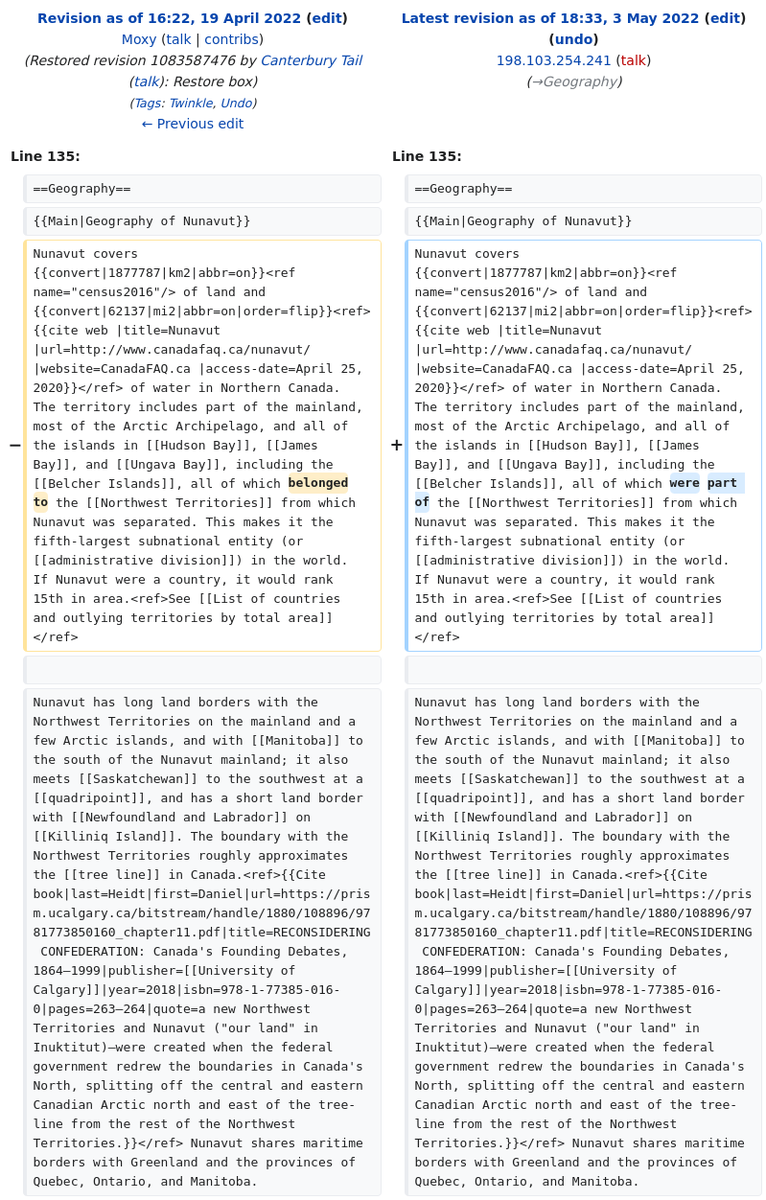 Revision as of 16:22, 19 April 2022 (edit)
Moxy (talk | contribs)
(Restored revision 1083587476 by Canterbury Tail
(talk): Restore box)
(Tags: Twinkle, Undo)
← Previous edit
Line 135:
==Geography==
{{Main|Geography of Nunavut}}
−
Nunavut covers
{{convert|1877787|km2|abbr=on}}<ref
name="census2016"/> of land and
{{convert|62137|mi2|abbr=on|order=flip}}<ref>
{{cite web |title=Nunavut
|url=http://www.canadafaq.ca/nunavut/
|website=CanadaFAQ.ca |access-date=April 25,
2020}}</ref> of water in Northern Canada.
The territory includes part of the mainland,
most of the Arctic Archipelago, and all of
the islands in [[Hudson Bay]], [[James
Bay]], and [[Ungava Bay]], including the
[[Belcher Islands]], all of which belonged
to the [[Northwest Territories]] from which
Nunavut was separated. This makes it the
fifth-largest subnational entity (or
[[administrative division]]) in the world.
If Nunavut were a country, it would rank
15th in area.<ref>See [[List of countries
and outlying territories by total area]]
</ref>
Nunavut has long land borders with the
Northwest Territories on the mainland and a
few Arctic islands, and with [[Manitoba]] to
the south of the Nunavut mainland; it also
meets [[Saskatchewan]] to the southwest at a
[[quadripoint]], and has a short land border
with [[Newfoundland and Labrador]] on
[[Killiniq Island]]. The boundary with the
Northwest Territories roughly approximates
the [[tree line]] in Canada.<ref>{{Cite
book|last=Heidt|first=Daniel|url=https://pris
m.ucalgary.ca/bitstream/handle/1880/108896/97
81773850160_chapter11.pdf|title=RECONSIDERING
CONFEDERATION: Canada's Founding Debates,
1864–1999|publisher=[[University of
Calgary]]|year=2018|isbn=978-1-77385-016-
0|pages=263–264|quote=a new Northwest
Territories and Nunavut ("our land" in
Inuktitut)—were created when the federal
government redrew the boundaries in Canada's
North, splitting off the central and eastern
Canadian Arctic north and east of the tree-
line from the rest of the Northwest
Territories.}}</ref> Nunavut shares maritime
borders with Greenland and the provinces of
Quebec, Ontario, and Manitoba.
Latest revision as of 18:33, 3 May 2022 (edit)
(undo)
198.103.254.241 (talk)
(→Geography)
Line 135:
==Geography==
{{Main|Geography of Nunavut}}
+
Nunavut covers
{{convert|1877787|km2|abbr=on}}<ref
name="census2016"/> of land and
{{convert|62137|mi2|abbr=on|order=flip}}<ref>
{{cite web |title=Nunavut
|url=http://www.canadafaq.ca/nunavut/
|website=CanadaFAQ.ca |access-date=April 25,
2020}}</ref> of water in Northern Canada.
The territory includes part of the mainland,
most of the Arctic Archipelago, and all of
the islands in [[Hudson Bay]], [[James
Bay]], and [[Ungava Bay]], including the
[[Belcher Islands]], all of which were part
of the [[Northwest Territories]] from which
Nunavut was separated. This makes it the
fifth-largest subnational entity (or
[[administrative division]]) in the world.
If Nunavut were a country, it would rank
15th in area.<ref>See [[List of countries
and outlying territories by total area]]
</ref>
Nunavut has long land borders with the
Northwest Territories on the mainland and a
few Arctic islands, and with [[Manitoba]] to
the south of the Nunavut mainland; it also
meets [[Saskatchewan]] to the southwest at a
[[quadripoint]], and has a short land border
with [[Newfoundland and Labrador]] on
[[Killiniq Island]]. The boundary with the
Northwest Territories roughly approximates
the [[tree line]] in Canada.<ref>{{Cite
book|last=Heidt|first=Daniel|url=https://pris
m.ucalgary.ca/bitstream/handle/1880/108896/97
81773850160_chapter11.pdf|title=RECONSIDERING
CONFEDERATION: Canada's Founding Debates,
1864–1999|publisher=[[University of
Calgary]]|year=2018|isbn=978-1-77385-016-
0|pages=263–264|quote=a new Northwest
Territories and Nunavut ("our land" in
Inuktitut)—were created when the federal
government redrew the boundaries in Canada's
North, splitting off the central and eastern
Canadian Arctic north and east of the tree-
line from the rest of the Northwest
Territories.}}</ref> Nunavut shares maritime
borders with Greenland and the provinces of
Quebec, Ontario, and Manitoba.